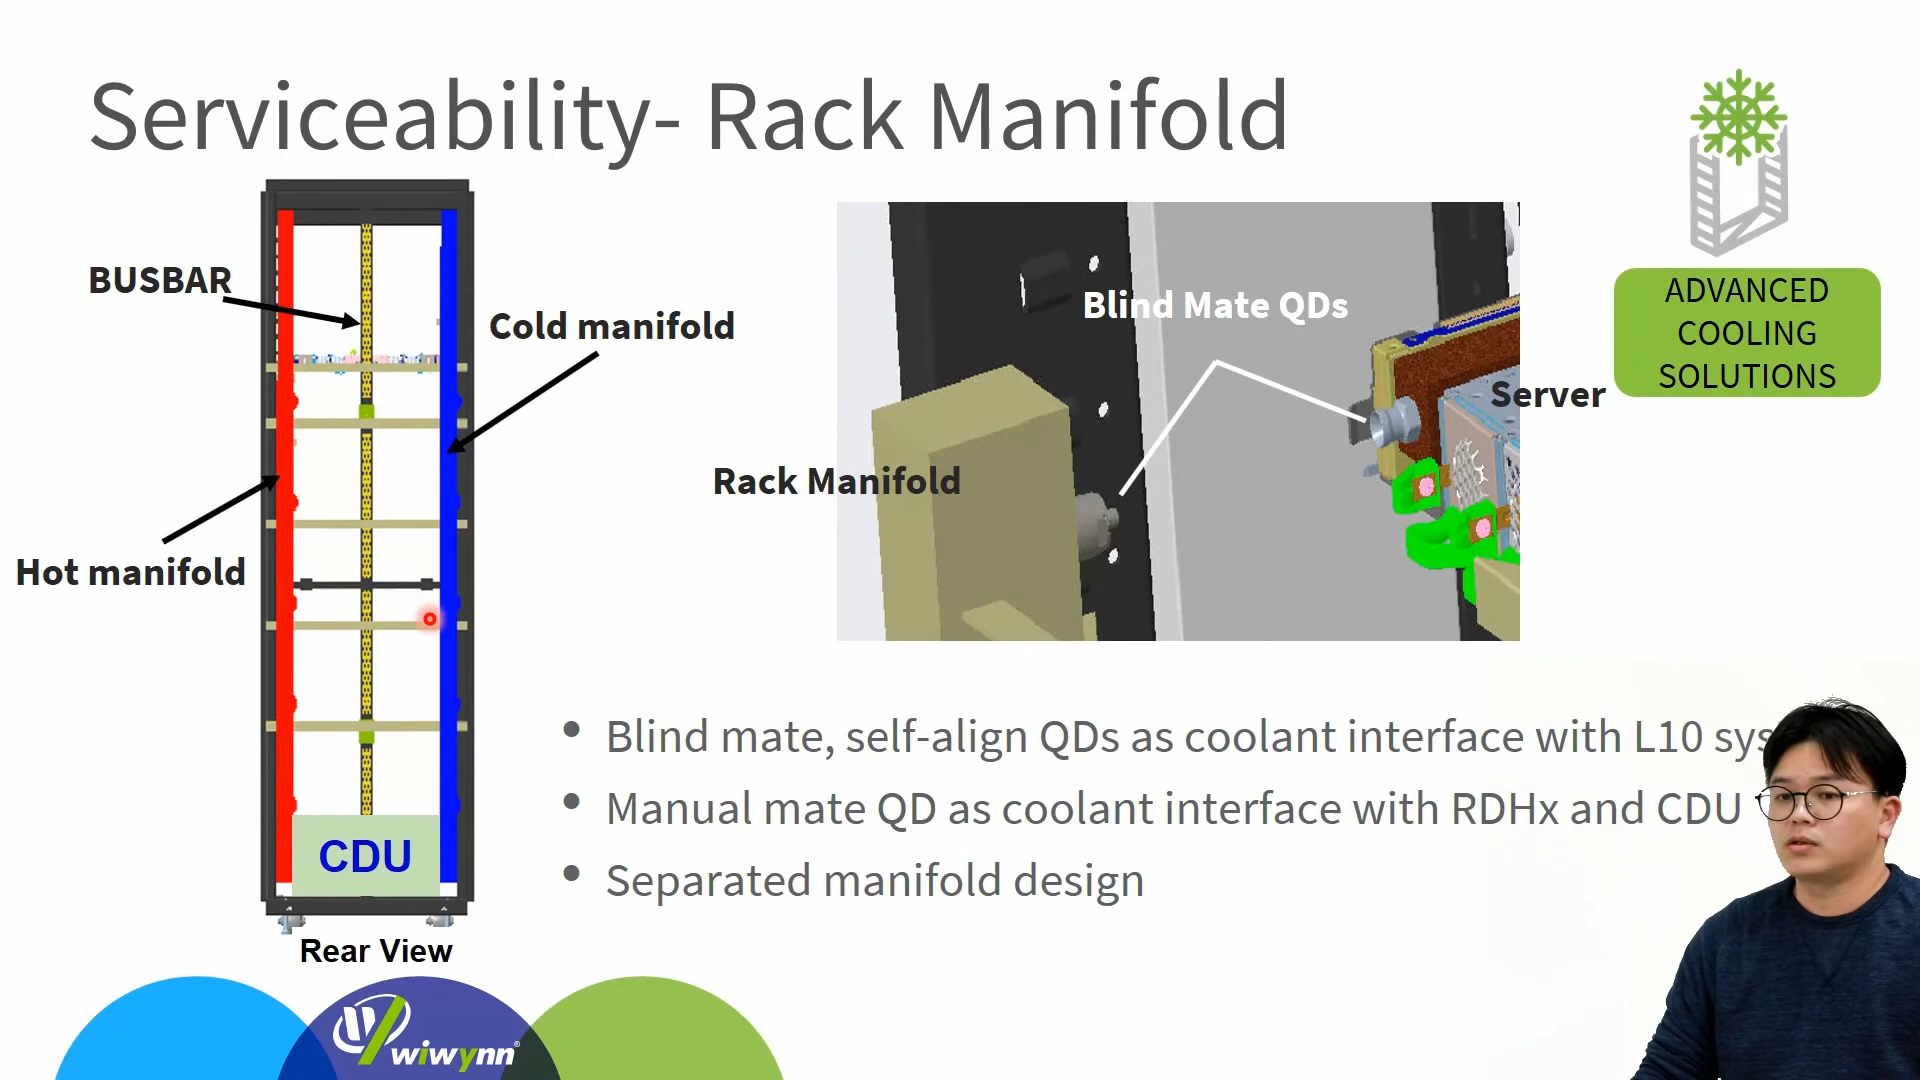 Serviceability- Rack Manifold
BUSBAR
Cold manifold
Hot manifold
CDU
Rear View
Blind Mate QDs
Server
Rack Manifold
ADVANCED
COOLING
SOLUTIONS
• Blind mate, self-align QDs as coolant interface with L10
• Manual mate QD as coolant interface with RDHx and CDU
• Separated manifold design
wiwynn®